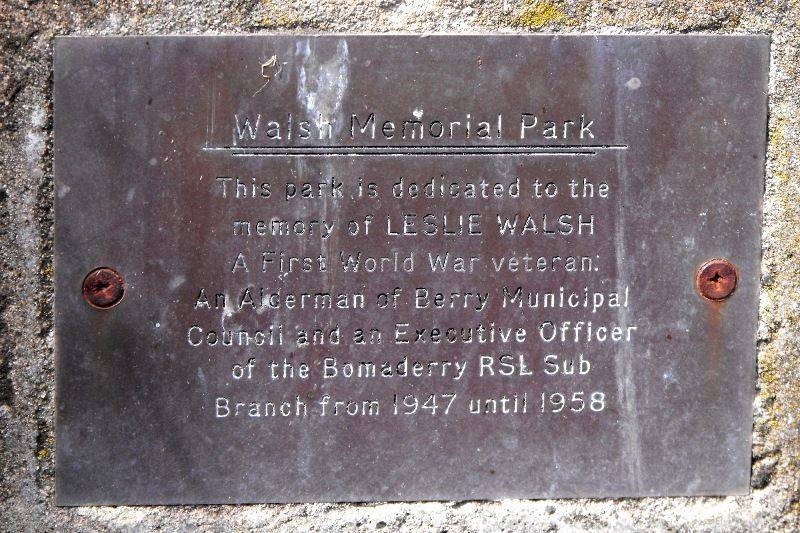 Walsh Memorial Park
This park is dedicated to the
memory of LESLIE WALSH
A First World War veteran.
An Alderman of Berry Municipal
Council and an Executive Officer
of the Bomaderry RSL Sub
Branch from 1947 until 1958